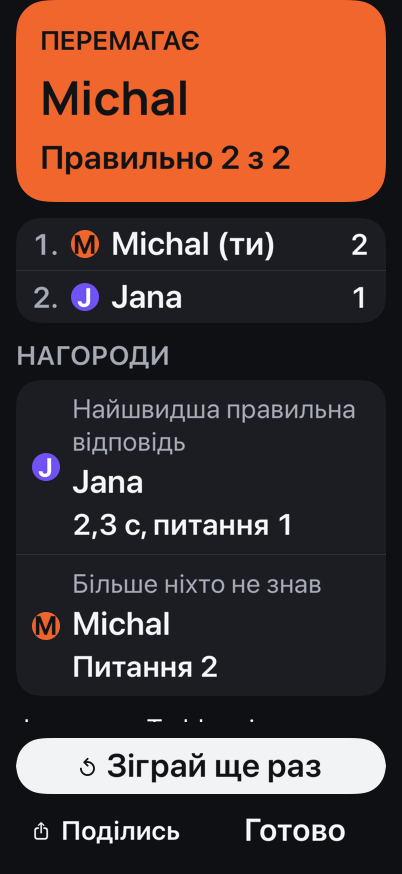 ПЕРЕМАГАЄ
Michal
Правильно 2 з 2
1. M Michal (ти) 2
2. J Jana 1
НАГОРОДИ
Найшвидша правильна
відповідь
J
Jana
2,3 с, питання 1
Більше ніхто не знав
M
Michal
Питання 2
Зіграй ще раз
Поділись
Готово